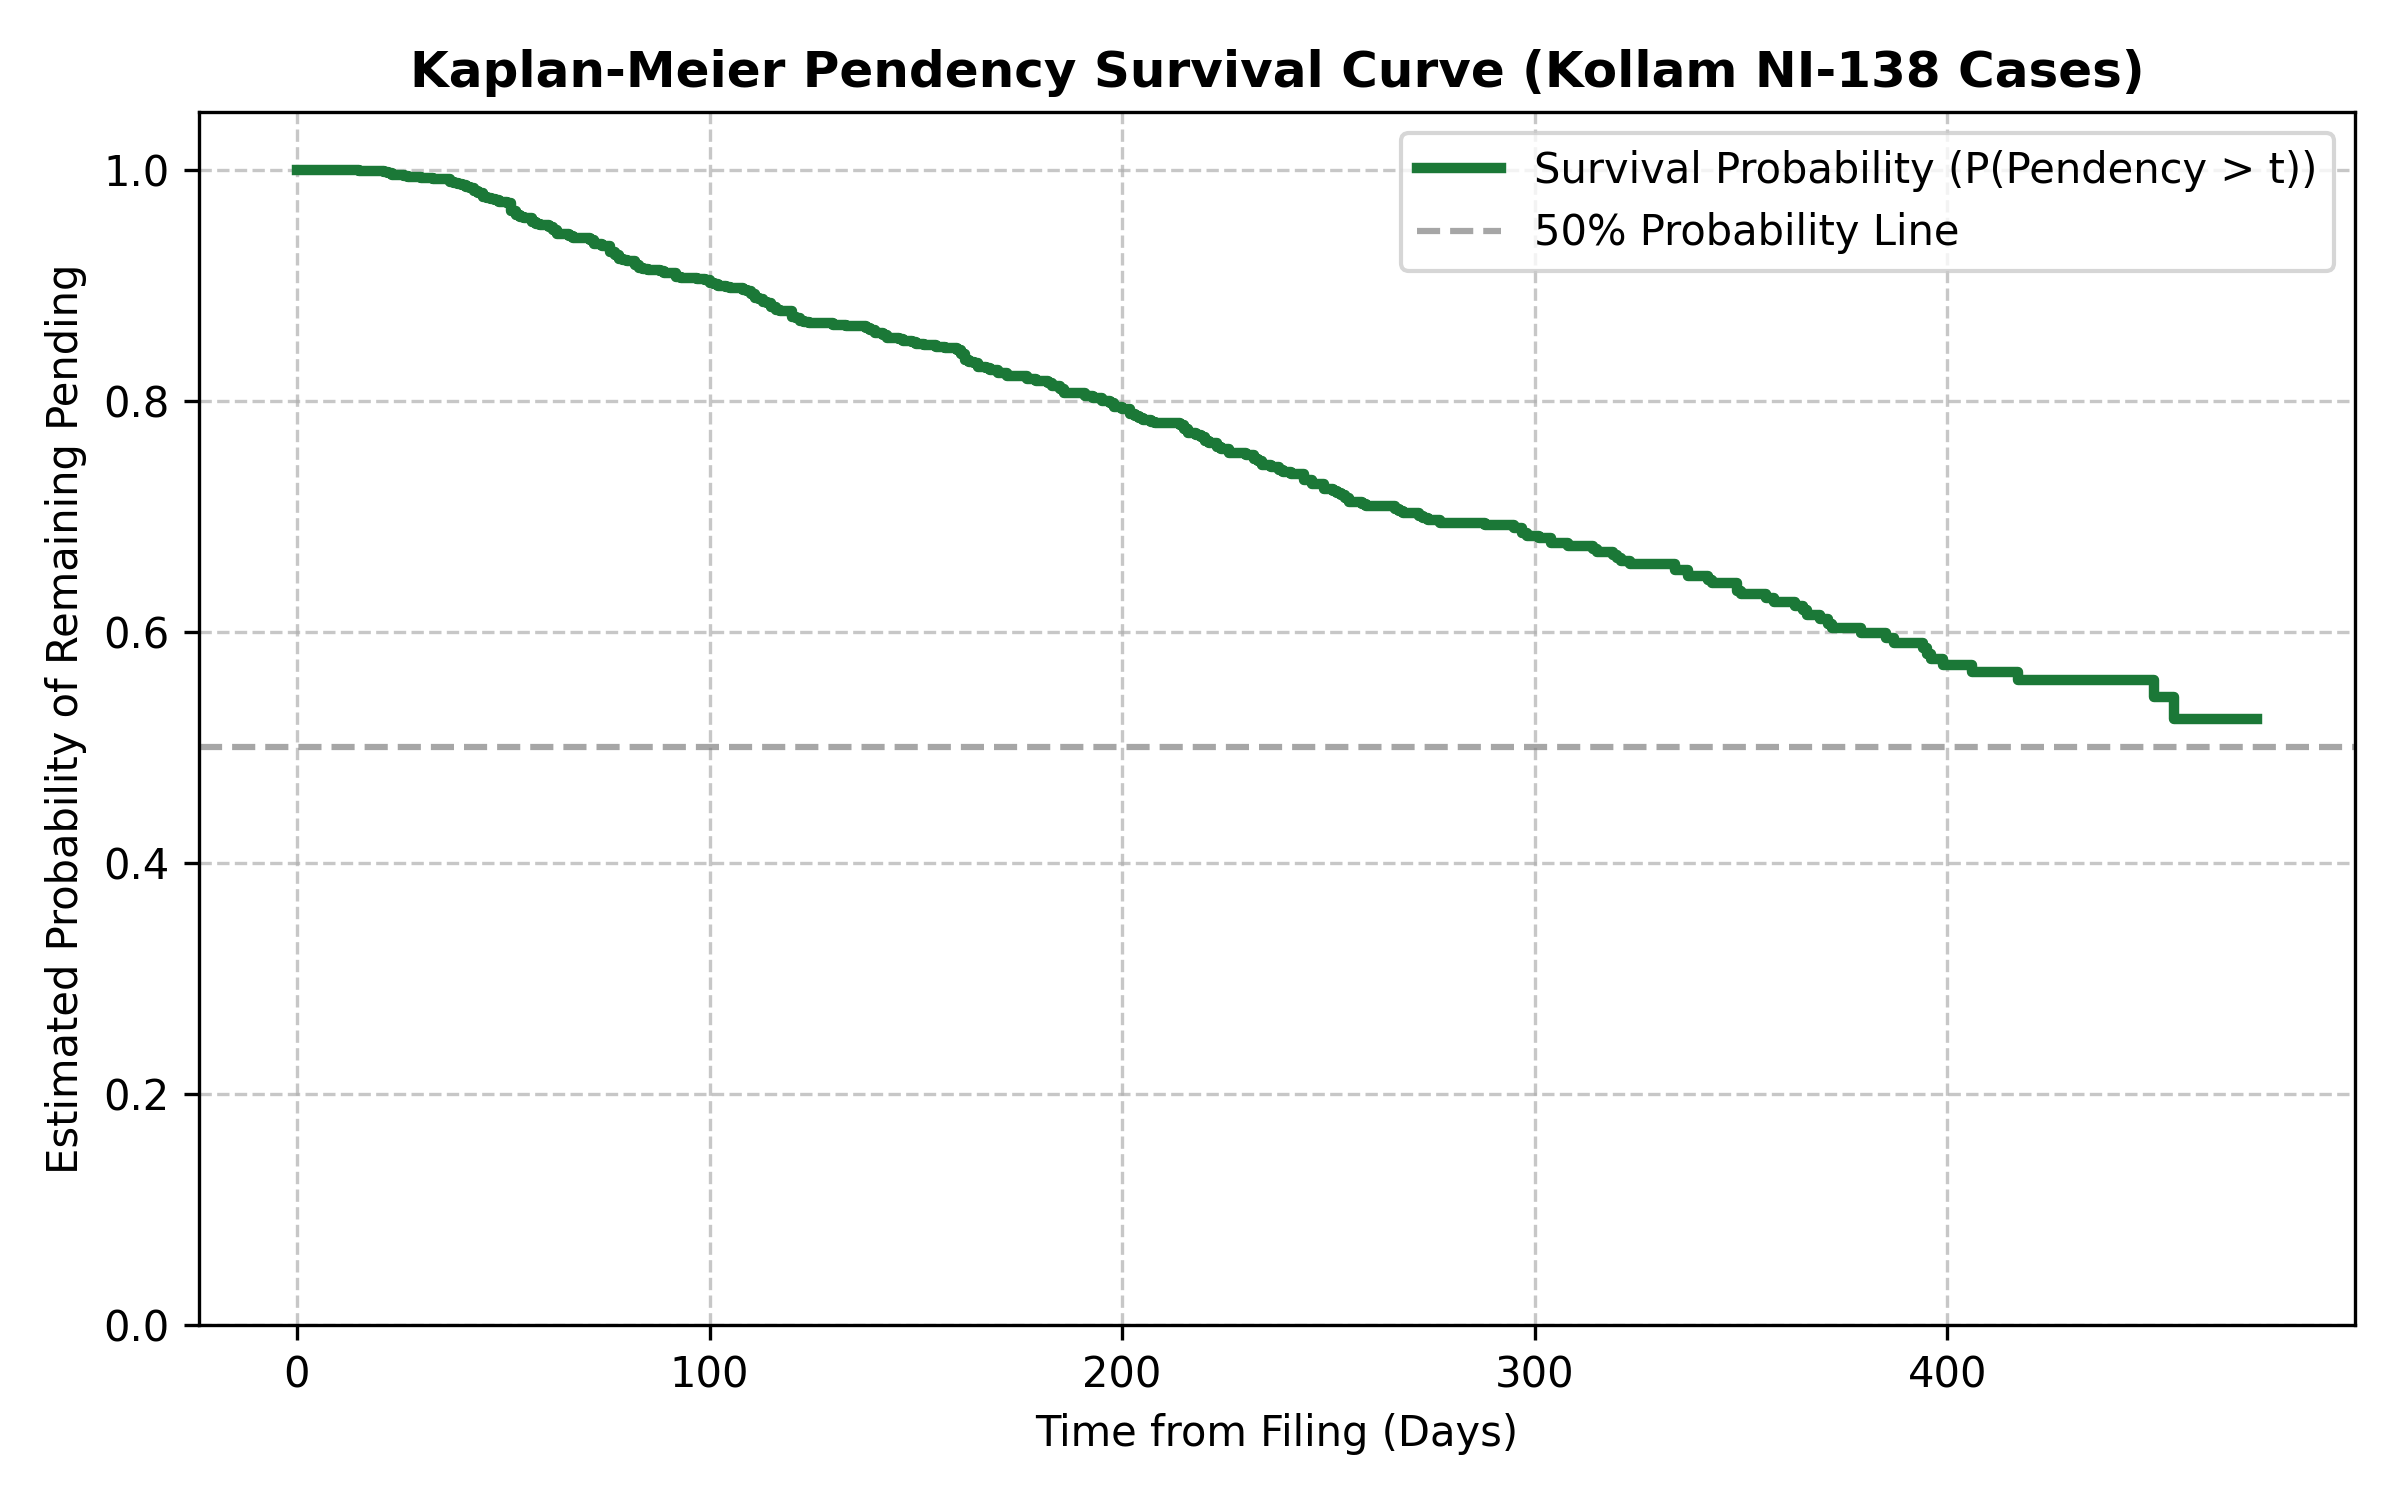 Kaplan-Meier Pendency Survival Curve (Kollam NI-138 Cases)
Survival Probability (P(Pendency > t))
50% Probability Line
Estimated Probability of Remaining Pending
1.0
0.8
0.6
0.4
0.2
0.0
0 100 200 300 400
Time from Filing (Days)